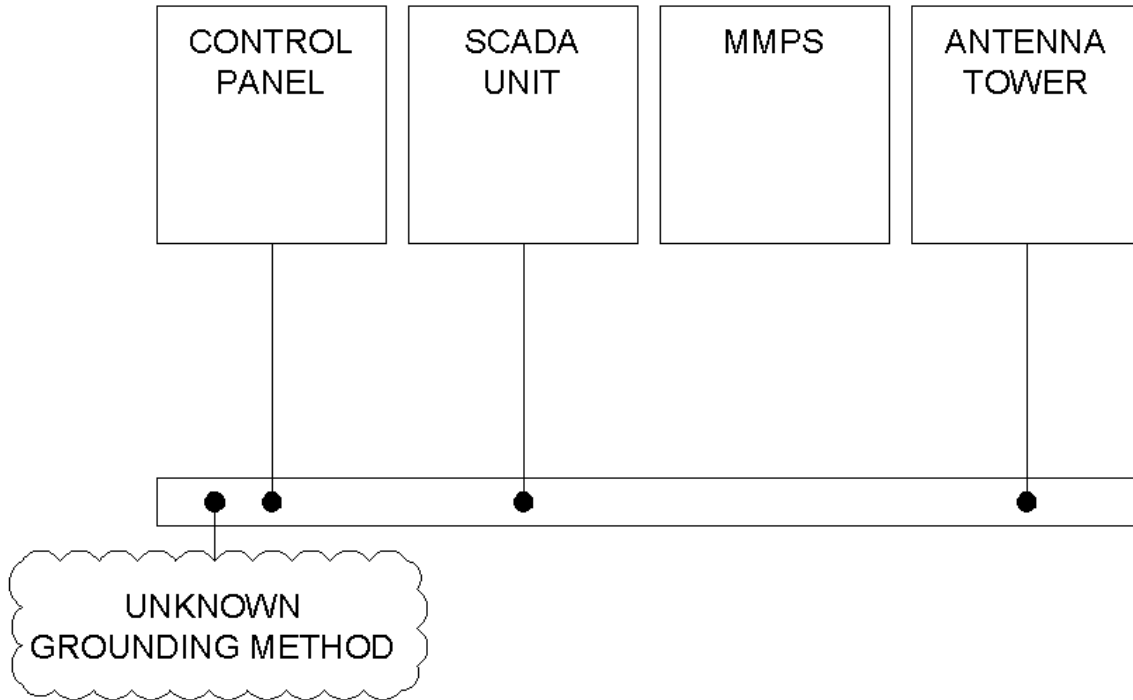 CONTROL
PANEL
SCADA
UNIT
MMPS
ANTENNA
TOWER
UNKNOWN
GROUNDING METHOD